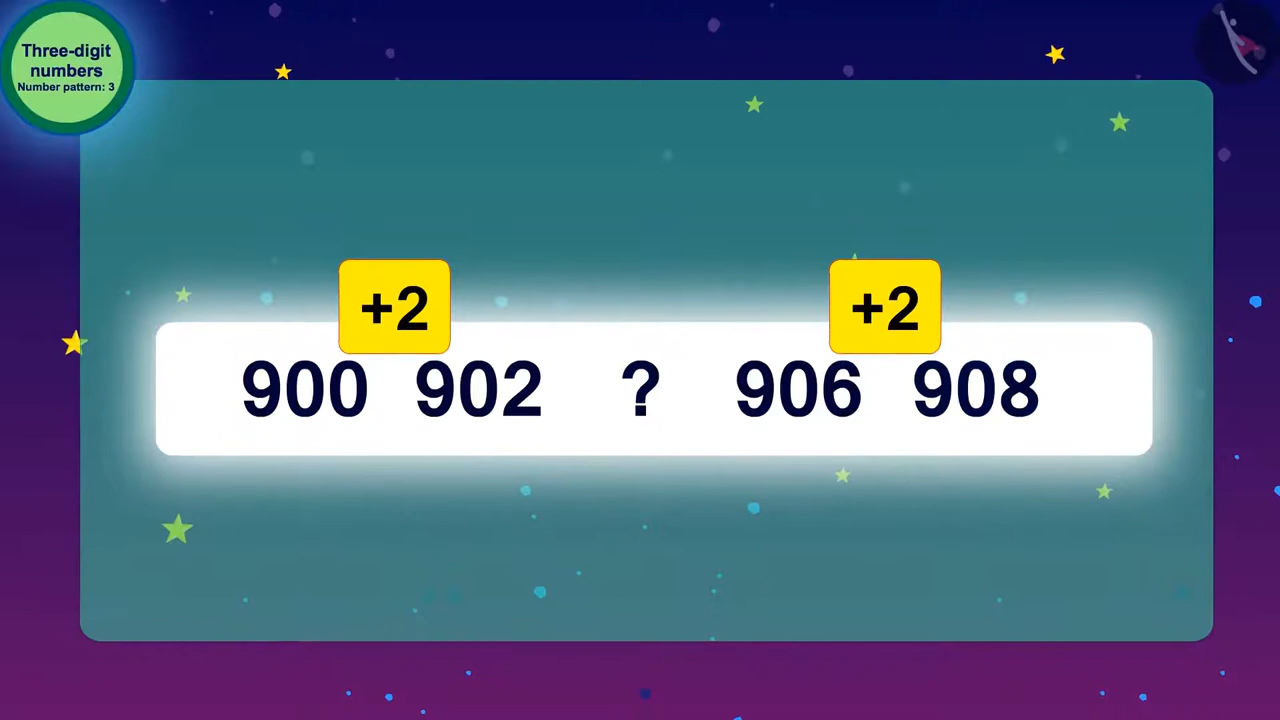 Three-digit
numbers
Number pattern: 3
+2 +2
900 902 ? 906 908